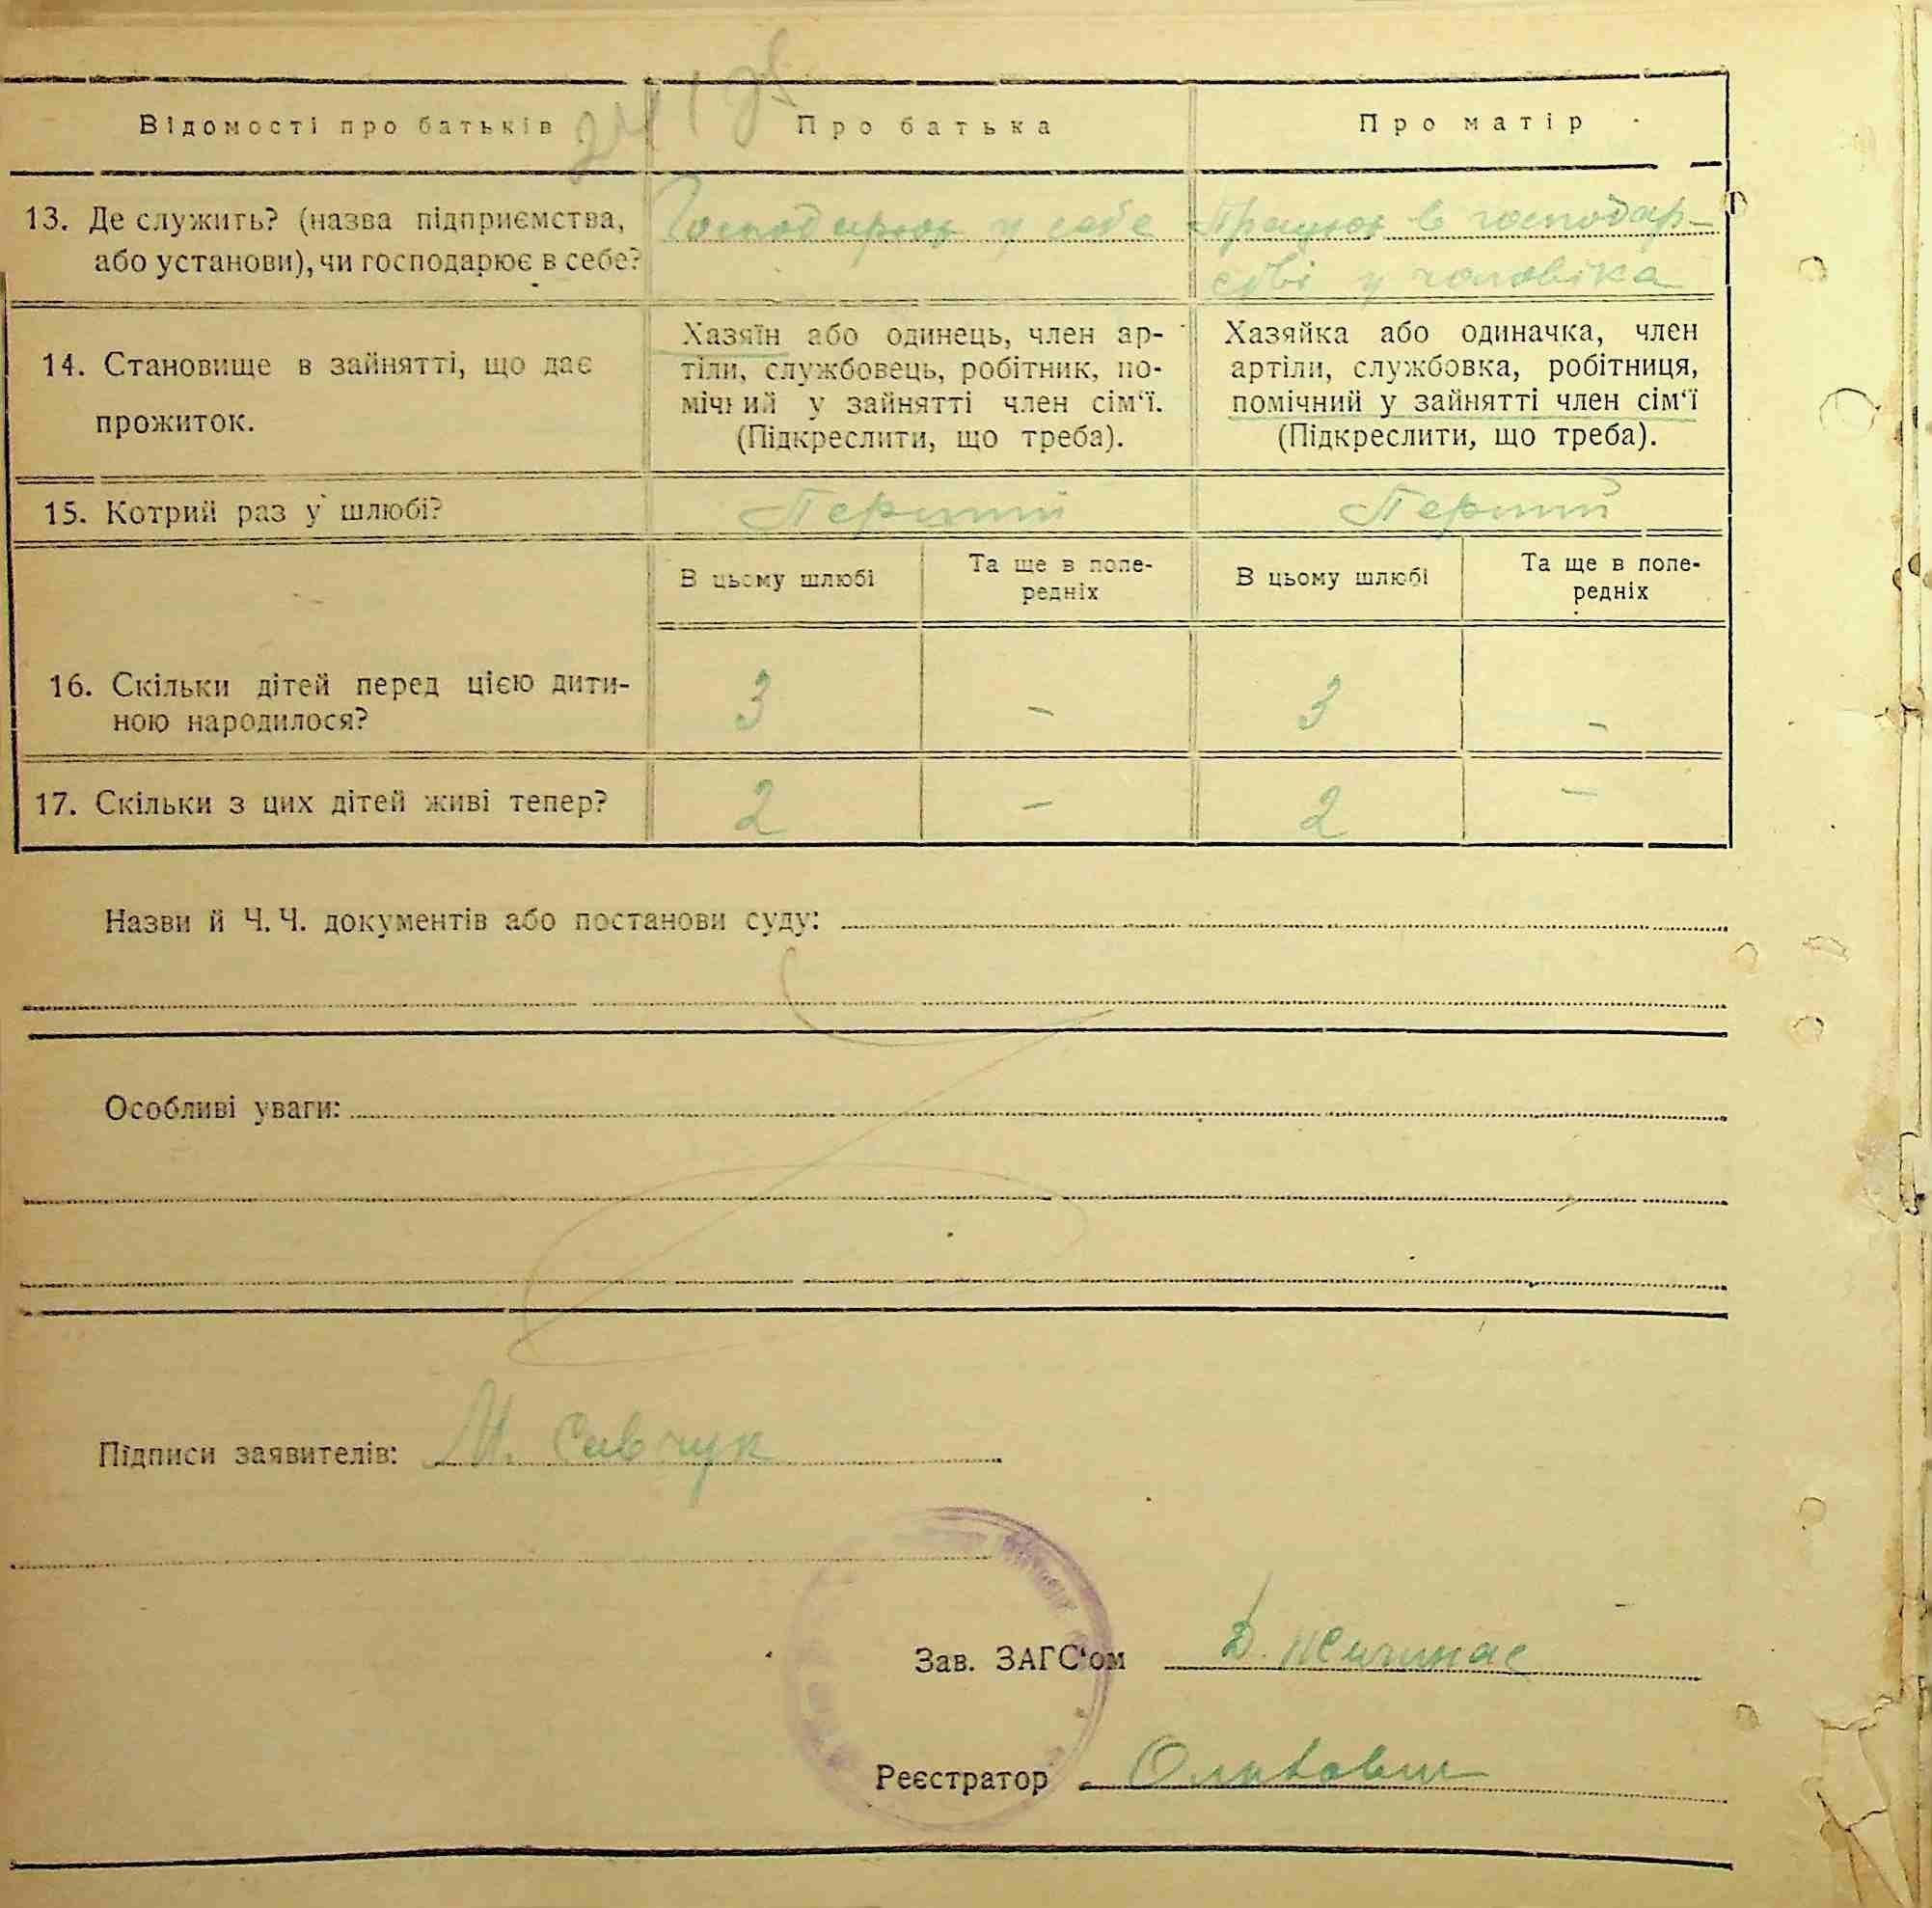 Відомості про батьків Про батька Про матір
13. Де служить? (назва підприємства, Господарює у себе Працює в господар-
або установи), чи господарює в себе? стві у чоловіка
Хазяїн або одинець, член ар- Хазяйка або одиначка, член
14. Становище в зайнятті, що дає тіли, службовець, робітник, по- артіли, службовка, робітниця,
мічний у зайнятті член сім‘ї. помічний у зайнятті член сім‘ї
прожиток. (Підкреслити, що треба). (Підкреслити, що треба).
15. Котрий раз у шлюбі? Перший Перший
В цьому шлюбі Та ще в попе- В цьому шлюбі Та ще в попе-
редніх редніх
16. Скільки дітей перед цією дити- 3 - 3 -
ною народилося?
17. Скільки з цих дітей живі тепер? 2 - 2 -
Назви й Ч. Ч. документів або постанови суду:
Особливі уваги:
Підписи заявителів: М. Савчук
Зав. ЗАГС‘ом Д.
Реєстратор